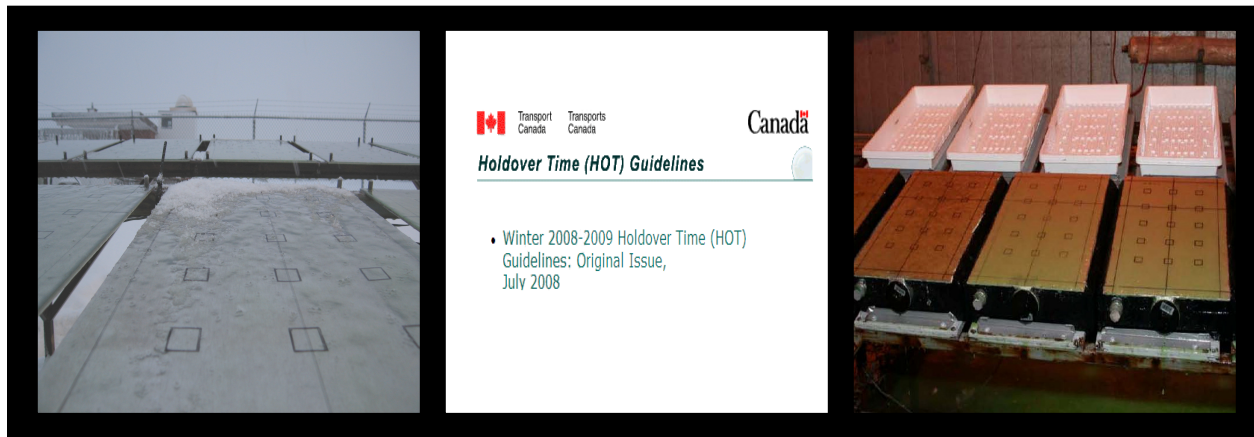 Transport Canada
Transports Canada
Canada
Holdover Time (HOT) Guidelines
• Winter 2008-2009 Holdover Time (HOT)
Guidelines: Original Issue,
July 2008